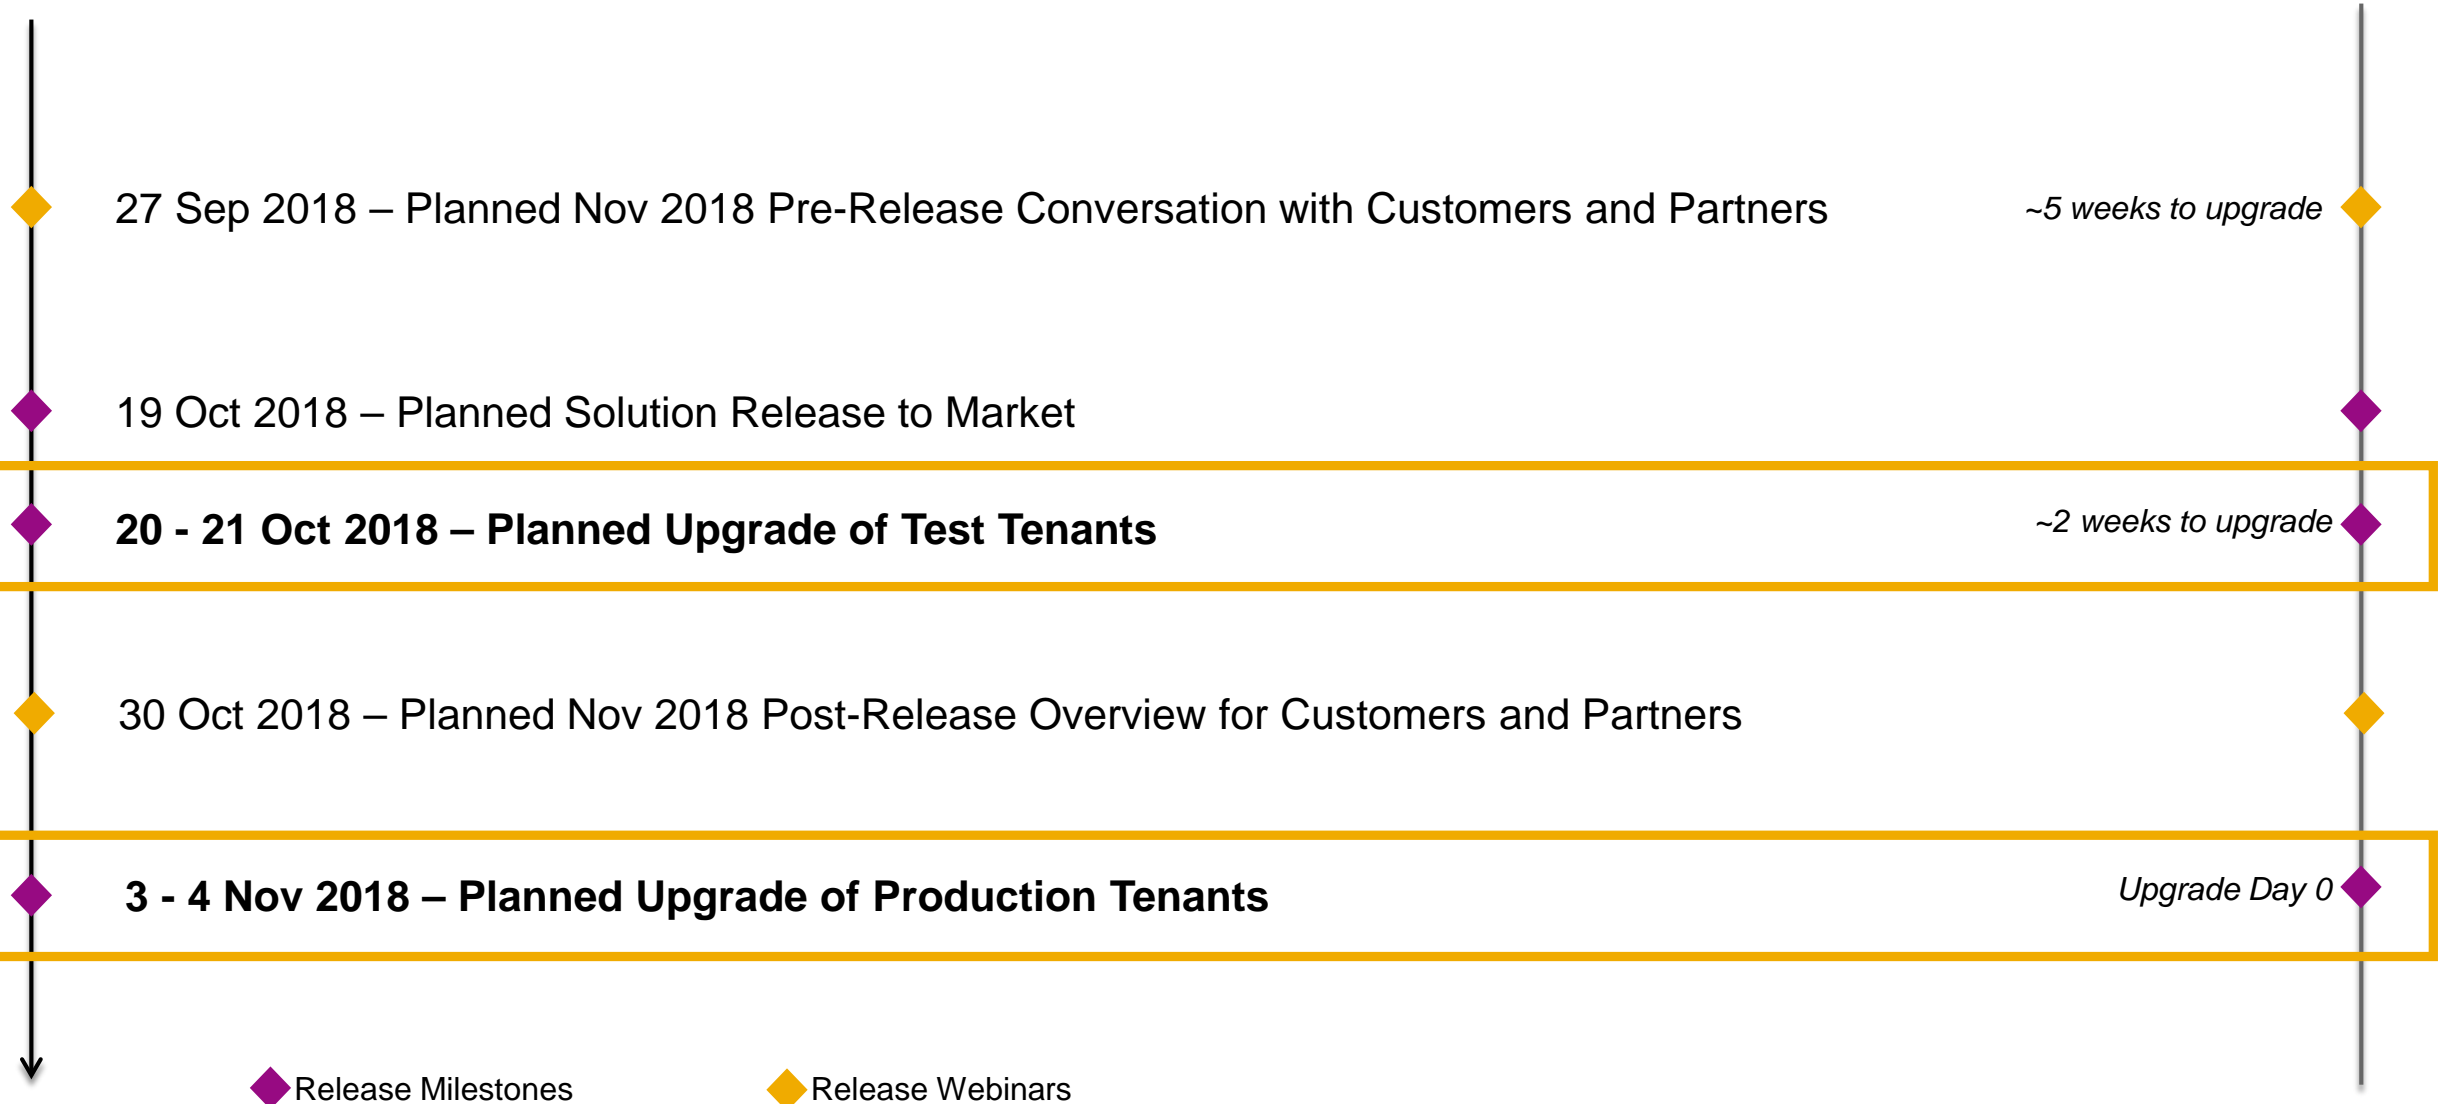 27 Sep 2018 – Planned Nov 2018 Pre-Release Conversation with Customers and Partners
~5 weeks to upgrade
19 Oct 2018 – Planned Solution Release to Market
20 - 21 Oct 2018 – Planned Upgrade of Test Tenants
~2 weeks to upgrade
30 Oct 2018 – Planned Nov 2018 Post-Release Overview for Customers and Partners
3 - 4 Nov 2018 – Planned Upgrade of Production Tenants
Upgrade Day 0
Release Milestones
Release Webinars